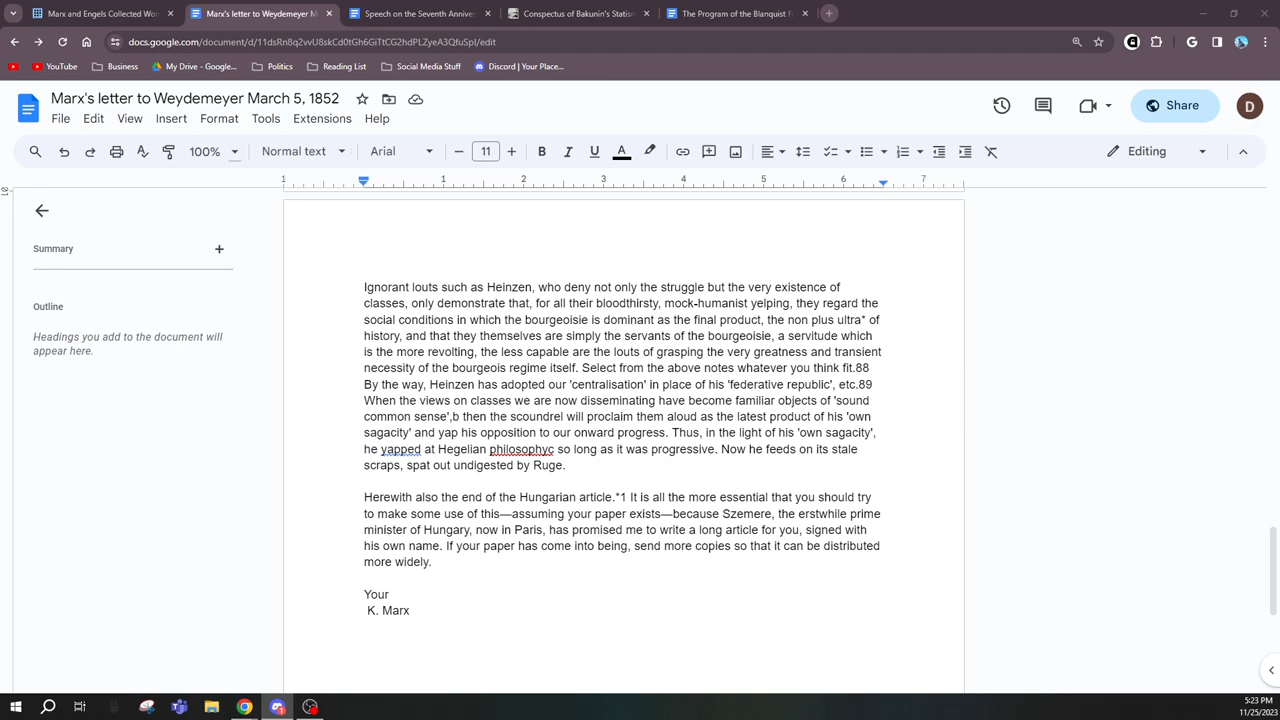 Marx and Engels Collected Wo
Marx's letter to Weydemeyer M
Speech on the Seventh Anniver
Conspectus of Bakunin's Statism
The Program of the Blanquist F
docs.google.com/document/d/11dsRn8q2vvU8skCd0tGh6GiTtCG2hdPLZyeA3QfuSpI/edit
YouTube
Business
My Drive - Google...
Politics
Reading List
Social Media Stuff
Discord | Your Place...
Marx's letter to Weydemeyer March 5, 1852
Share
D
File Edit View Insert Format Tools Extensions Help
100% Normal text Arial 11 Editing
1 1 2 3 4 5 6 7
Summary
Outline
Headings you add to the document will
appear here.
Ignorant louts such as Heinzen, who deny not only the struggle but the very existence of
classes, only demonstrate that, for all their bloodthirsty, mock-humanist yelping, they regard the
social conditions in which the bourgeoisie is dominant as the final product, the non plus ultra* of
history, and that they themselves are simply the servants of the bourgeoisie, a servitude which
is the more revolting, the less capable are the louts of grasping the very greatness and transient
necessity of the bourgeois regime itself. Select from the above notes whatever you think fit.88
By the way, Heinzen has adopted our 'centralisation' in place of his 'federative republic', etc.89
When the views on classes we are now disseminating have become familiar objects of 'sound
common sense',b then the scoundrel will proclaim them aloud as the latest product of his 'own
sagacity' and yap his opposition to our onward progress. Thus, in the light of his 'own sagacity',
he yapped at Hegelian philosophyc so long as it was progressive. Now he feeds on its stale
scraps, spat out undigested by Ruge.
Herewith also the end of the Hungarian article.*1 It is all the more essential that you should try
to make some use of this—assuming your paper exists—because Szemere, the erstwhile prime
minister of Hungary, now in Paris, has promised me to write a long article for you, signed with
his own name. If your paper has come into being, send more copies so that it can be distributed
more widely.
Your
K. Marx
5:23 PM
11/25/2023